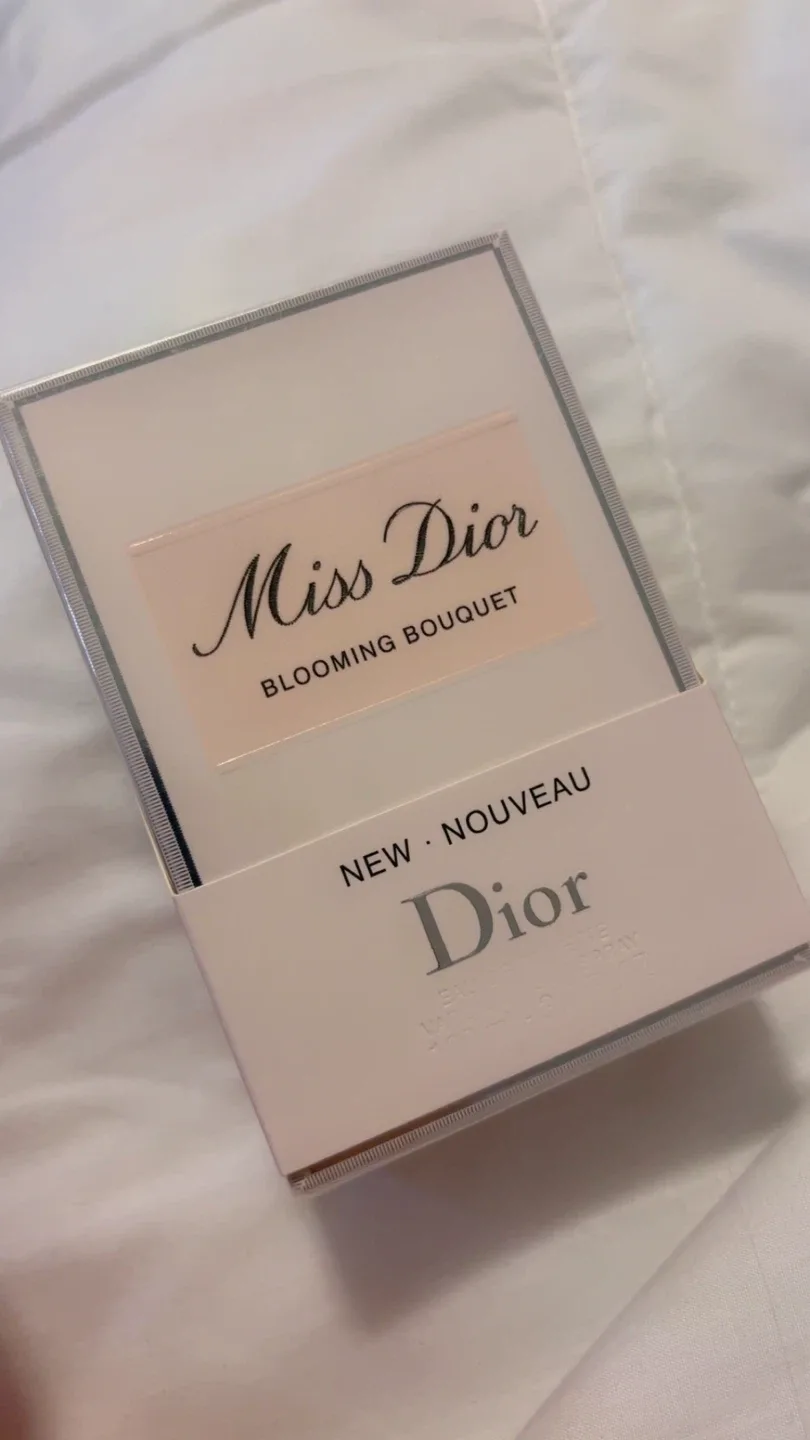 Miss Dior
BLOOMING BOUQUET
NEW · NOUVEAU
Dior